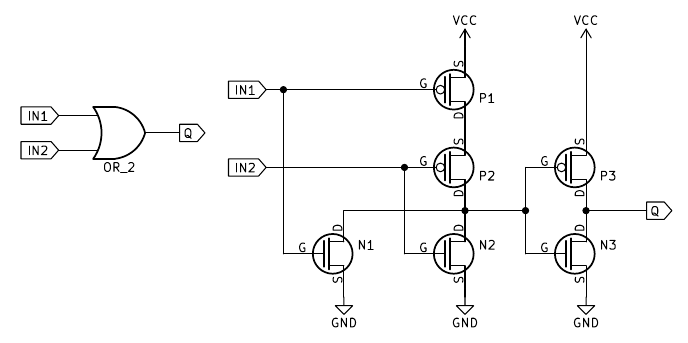 VCC VCC
S
IN1 G P1
IN1 D Q
IN2 S S
OR_2 IN2 G P2 G P3
D D
Q
D D D
G N1 G N2 G N3
S S S
GND GND GND